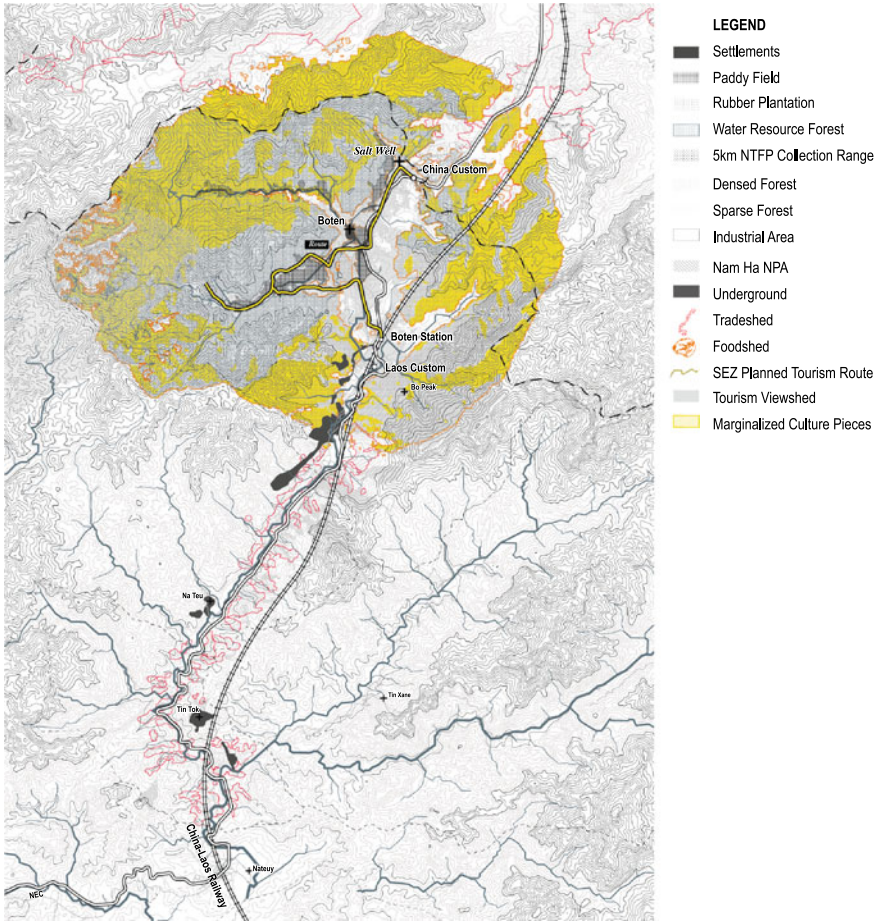 LEGEND
Settlements
Paddy Field
Rubber Plantation
Water Resource Forest
5km NTFP Collection Range
Densed Forest
Sparse Forest
Industrial Area
Nam Ha NPA
Underground
Tradeshed
Foodshed
SEZ Planned Tourism Route
Tourism Viewshed
Marginalized Culture Pieces
Salt Well
China Custom
Boten
Route
Boten Station
Laos Custom
Bo Peak
Na Teu
Tin Xane
Tin Tok
China-Laos Railway
Nateuy
NEC